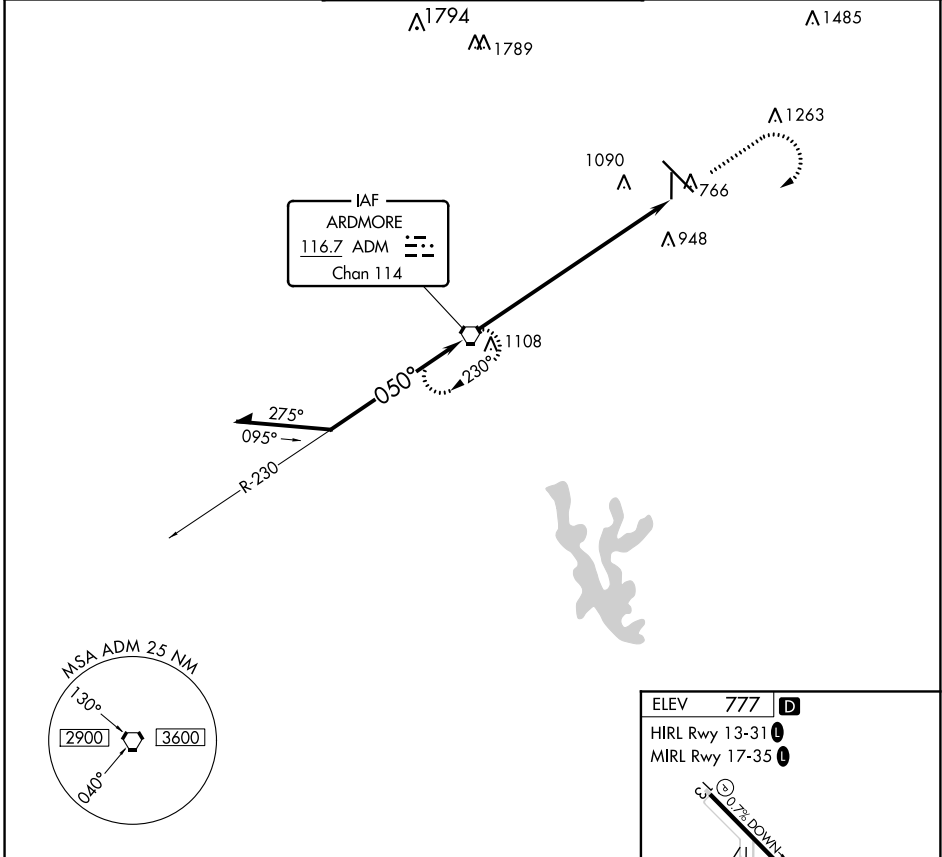 1794
1789
1485
1263
1090
766
948
IAF
ARDMORE
116.7 ADM
Chan 114
1108
230°
050°
275°
095°
R-230
MSA ADM 25 NM
130°
2900
3600
040°
ELEV 777 D
HIRL Rwy 13-31 L
MIRL Rwy 17-35 L
13
P
0.7% DOWN